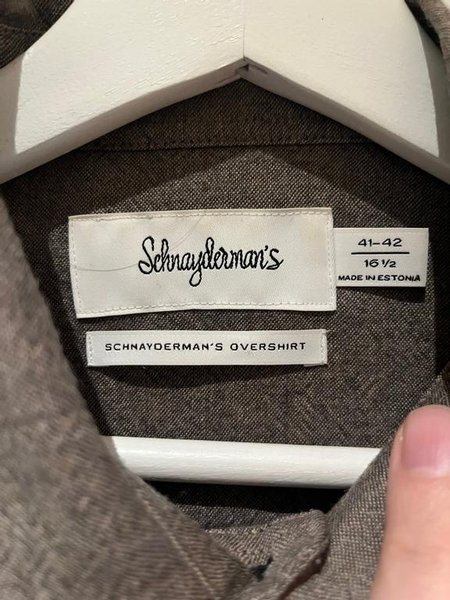 Schnayderman's
41-42
16 1/2
MADE IN ESTONIA
SCHNAYDERMAN'S OVERSHIRT